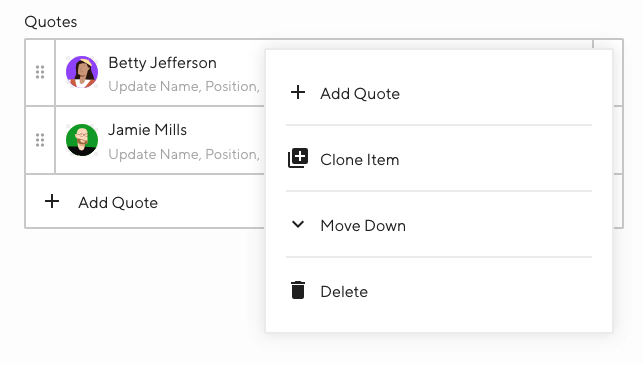 Quotes
Betty Jefferson
Update Name, Position,
Jamie Mills
Update Name, Position,
Add Quote
Add Quote
Clone Item
Move Down
Delete